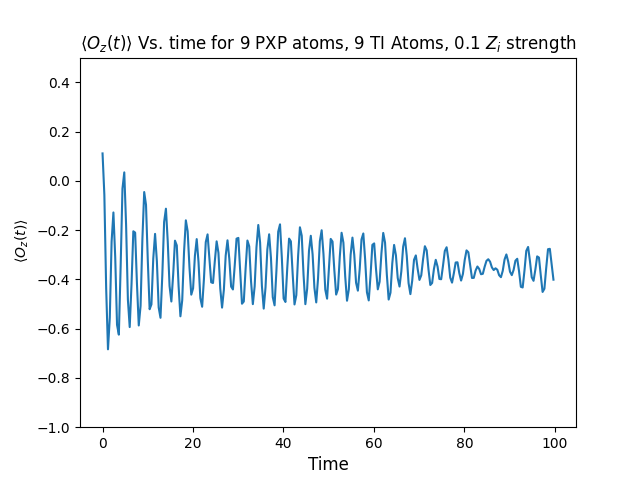 ⟨O_z(t)⟩ Vs. time for 9 PXP atoms, 9 TI Atoms, 0.1 Z_i strength
0.4
0.2
0.0
−0.2
−0.4
−0.6
−0.8
−1.0
⟨O_z(t)⟩
0 20 40 60 80 100
Time